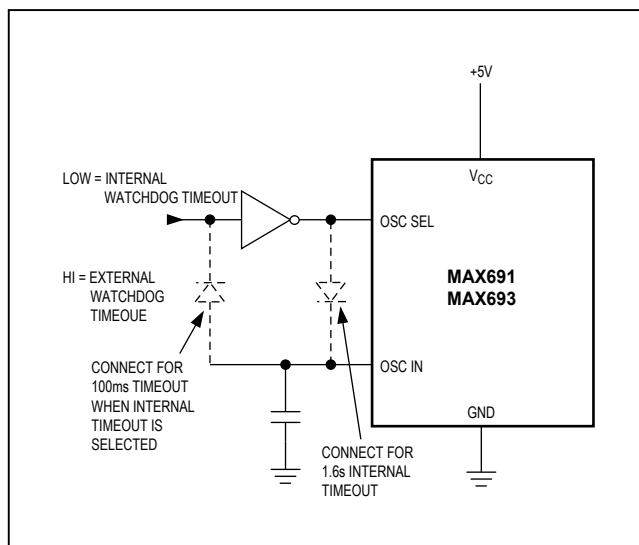 +5V
VCC
LOW = INTERNAL
WATCHDOG TIMEOUT
OSC SEL
MAX691
MAX693
HI = EXTERNAL
WATCHDOG
TIMEOUE
OSC IN
CONNECT FOR
100ms TIMEOUT
WHEN INTERNAL
TIMEOUT IS
SELECTED
GND
CONNECT FOR
1.6s INTERNAL
TIMEOUT